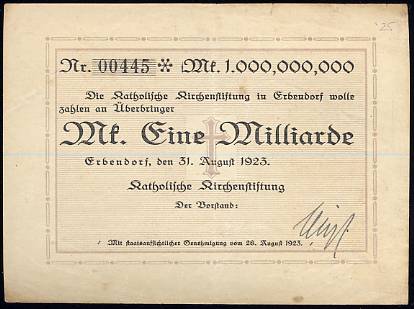 Nr. 00445 * Mk. 1.000,000,000
Die Katholische Kirchenstiftung in Erbendorf wolle
zahlen an Überbringer
Mk. Eine Milliarde
Erbendorf, den 31. August 1923.
Katholische Kirchenstiftung
Der Vorstand:
Mit staatsaufsichtlicher Genehmigung vom 28. August 1923.